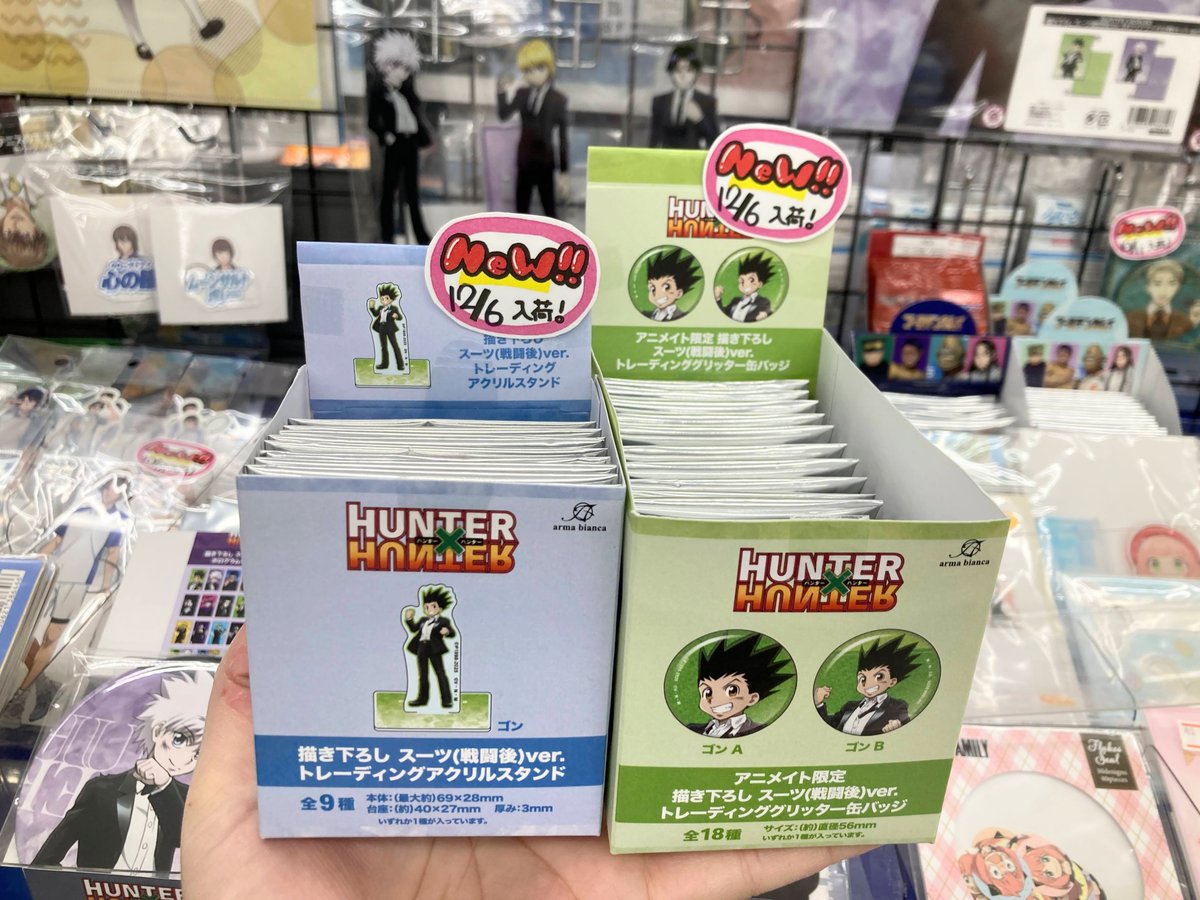 NeW!!
12/6 入荷!
描き下ろし
スーツ(戦闘後)ver.
トレーディング
アクリルスタンド
HUNTER
ハンター×ハンター
HUNTER
arma bianca
ゴン
描き下ろし スーツ(戦闘後)ver.
トレーディングアクリルスタンド
全9種
本体:(最大約)69×28mm
台座:(約)40×27mm 厚み:3mm
いずれか1種が入っています。
NeW!!
12/6 入荷!
HUNTER
HUNTER
アニメイト限定 描き下ろし
スーツ(戦闘後)ver.
トレーディンググリッター缶バッジ
HUNTER
ハンター×ハンター
HUNTER
arma bianca
ゴン A
ゴン B
アニメイト限定
描き下ろし スーツ(戦闘後)ver.
トレーディンググリッター缶バッジ
全18種
サイズ:(約)直径56mm
いずれか1種が入っています。
HUNTER
FAMILY